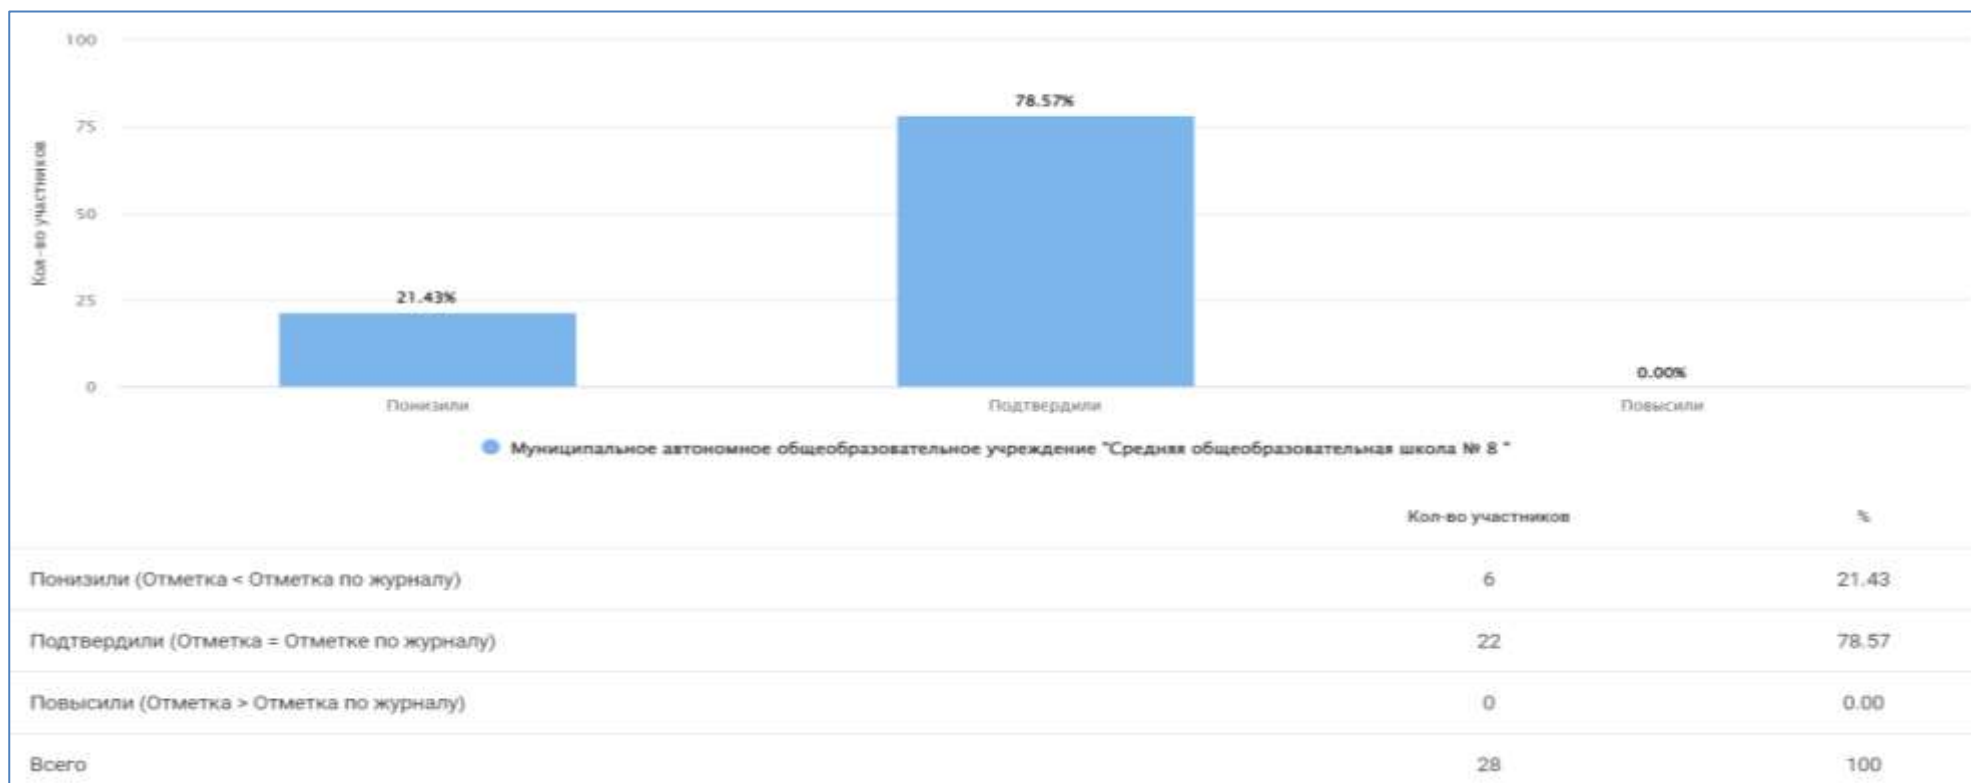 100
78.57%
75
Кол-во участников
50
25
21.43%
0
0.00%
Понизили Подтвердили Повысили
Муниципальное автономное общеобразовательное учреждение "Средняя общеобразовательная школа № 8 "
Кол-во участников %
Понизили (Отметка < Отметка по журналу) 6 21.43
Подтвердили (Отметка = Отметке по журналу) 22 78.57
Повысили (Отметка > Отметка по журналу) 0 0.00
Всего 28 100